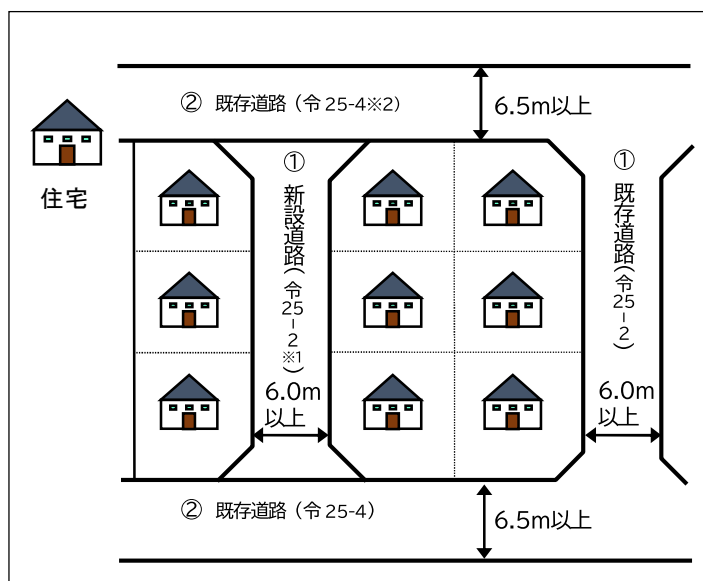 ② 既存道路（令 25-4※2）
6.5m以上
住宅
① 新設道路（令25－2※1）
① 既存道路（令25－2）
6.0m
以上
6.0m
以上
② 既存道路（令 25-4）
6.5m以上